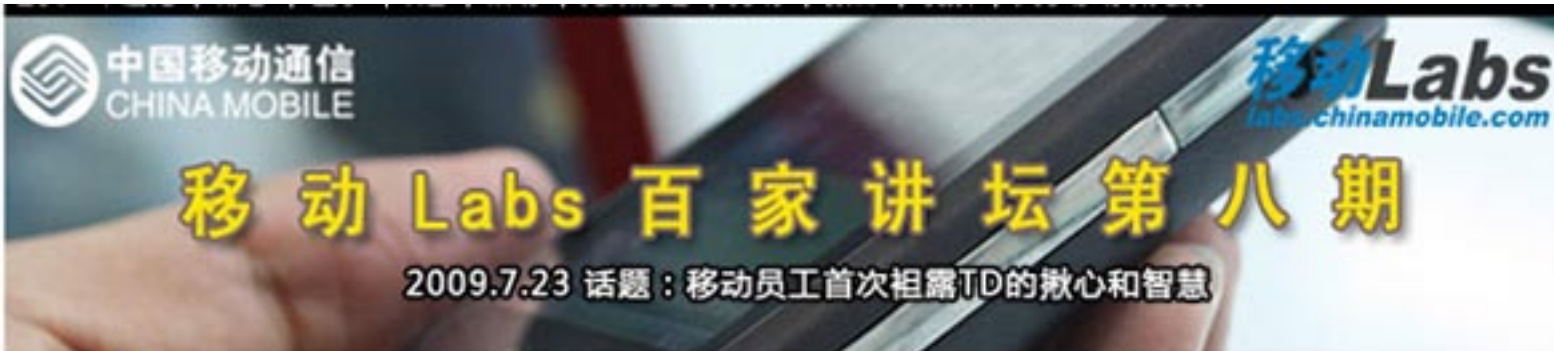 中国移动通信
CHINA MOBILE
移动Labs
labs.chinamobile.com
移动Labs百家讲坛第八期
2009.7.23 话题：移动员工首次袒露TD的揪心和智慧